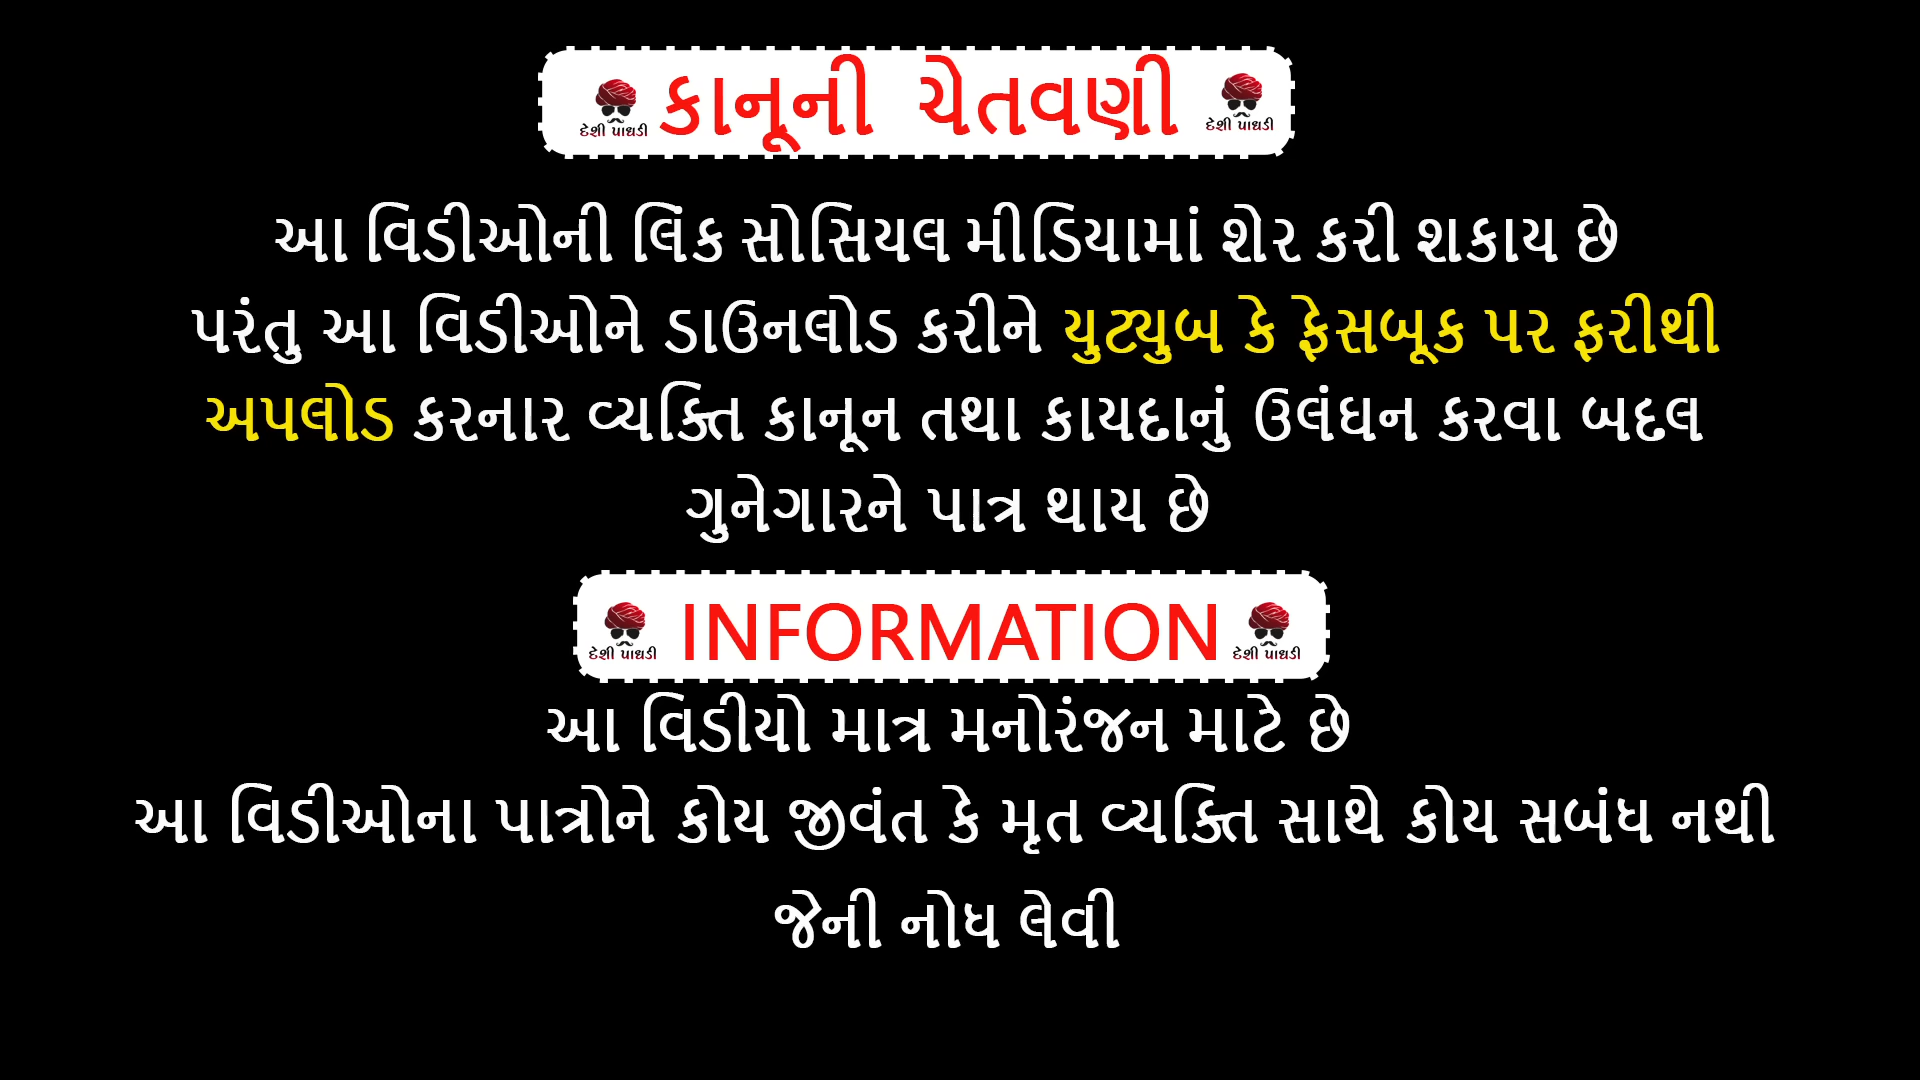 દેશી પાઘડી કાનૂની ચેતવણી દેશી પાઘડી
આ વિડીઓની લિંક સોસિયલ મીડિયામાં શેર કરી શકાય છે
પરંતુ આ વિડીઓને ડાઉનલોડ કરીને યુટ્યુબ કે ફેસબૂક પર ફરીથી
અપલોડ કરનાર વ્યક્તિ કાનૂન તથા કાયદાનું ઉલંઘન કરવા બદલ
ગુનેગારને પાત્ર થાય છે
દેશી પાઘડી INFORMATION દેશી પાઘડી
આ વિડીયો માત્ર મનોરંજન માટે છે
આ વિડીઓના પાત્રોને કોય જીવંત કે મૃત વ્યક્તિ સાથે કોય સબંધ નથી
જેની નોધ લેવી